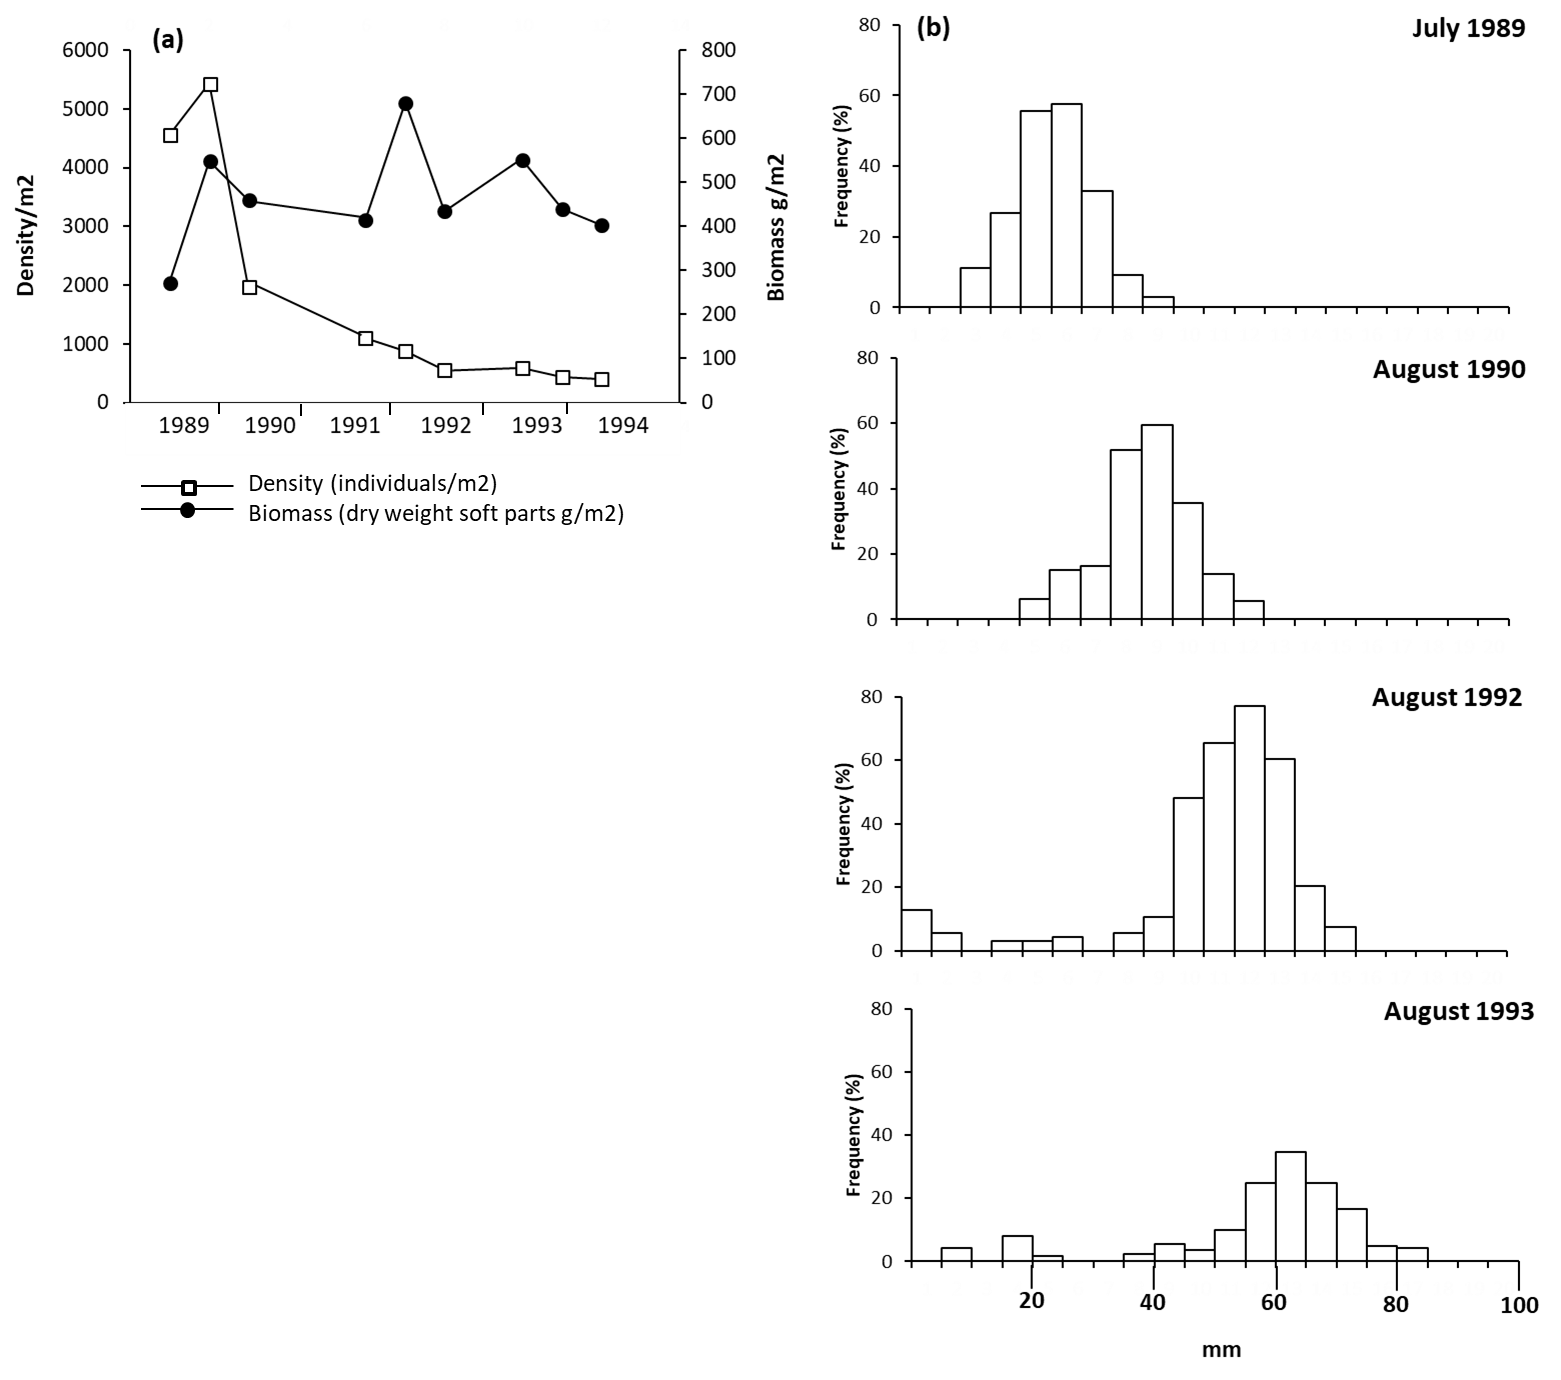 (a)
6000
5000
4000
3000
2000
1000
0
Density/m2
800
700
600
500
400
300
200
100
0
Biomass g/m2
1989 1990 1991 1992 1993 1994
Density (individuals/m2)
Biomass (dry weight soft parts g/m2)
(b)
July 1989
80
60
40
20
0
Frequency (%)
August 1990
80
60
40
20
0
Frequency (%)
August 1992
80
60
40
20
0
Frequency (%)
August 1993
80
60
40
20
0
Frequency (%)
20 40 60 80 100
mm